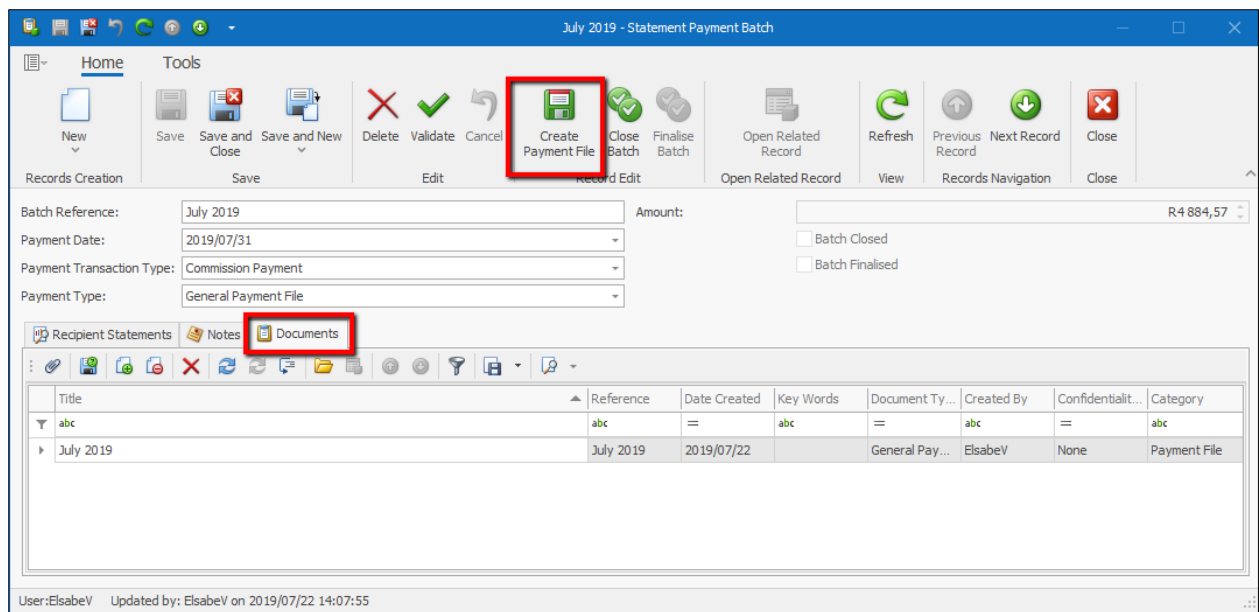 July 2019 - Statement Payment Batch
Home Tools
New Save Save and Close Save and New Delete Validate Cancel Create Payment File Close Batch Finalise Batch Open Related Record Refresh Previous Record Next Record Close
Records Creation Save Edit Record Edit Open Related Record View Records Navigation Close
Batch Reference: July 2019 Amount: R4 884,57
Payment Date: 2019/07/31 Batch Closed
Payment Transaction Type: Commission Payment Batch Finalised
Payment Type: General Payment File
Recipient Statements Notes Documents
Title Reference Date Created Key Words Document Ty... Created By Confidentialit... Category
abc abc = abc = abc = abc
July 2019 July 2019 2019/07/22 General Pay... ElsabeV None Payment File
User:ElsabeV Updated by: ElsabeV on 2019/07/22 14:07:55